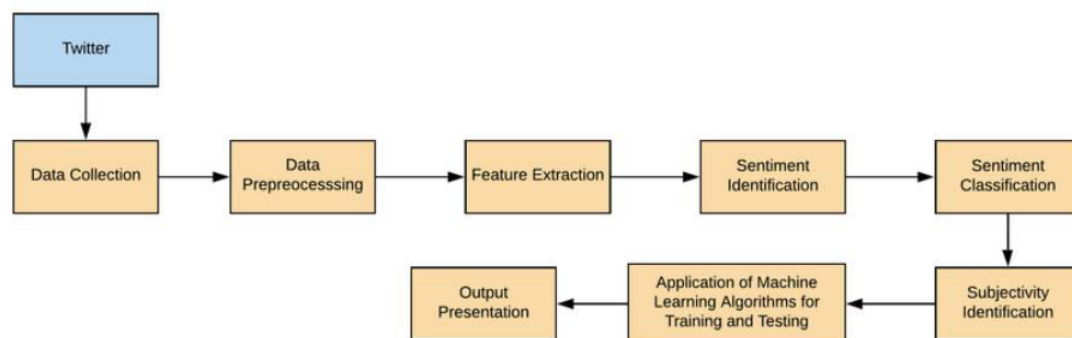 Twitter
Data Collection
Data
Prepreocesssing
Feature Extraction
Sentiment
Identification
Sentiment
Classification
Subjectivity
Identification
Application of Machine
Learning Algorithms for
Training and Testing
Output
Presentation